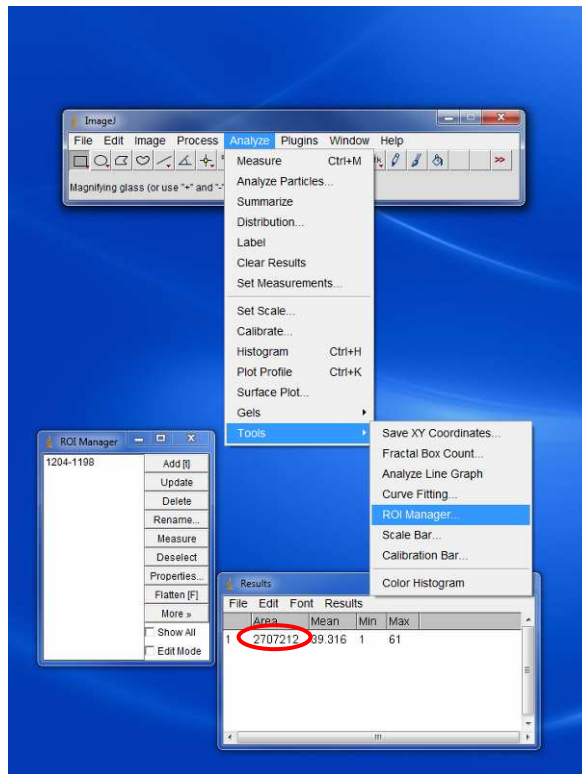 ImageJ
File Edit Image Process Analyze Plugins Window Help
>>
Magnifying glass (or use "+" and "-"
Measure Ctrl+M
Analyze Particles...
Summarize
Distribution...
Label
Clear Results
Set Measurements...
Set Scale...
Calibrate...
Histogram Ctrl+H
Plot Profile Ctrl+K
Surface Plot...
Gels
Tools
Save XY Coordinates...
Fractal Box Count...
Analyze Line Graph
Curve Fitting...
ROI Manager...
Scale Bar...
Calibration Bar...
Color Histogram
ROI Manager
1204-1198
Add [t]
Update
Delete
Rename...
Measure
Deselect
Properties...
Flatten [F]
More »
Show All
Edit Mode
Results
File Edit Font Results
Area Mean Min Max
1 2707212 39.316 1 61